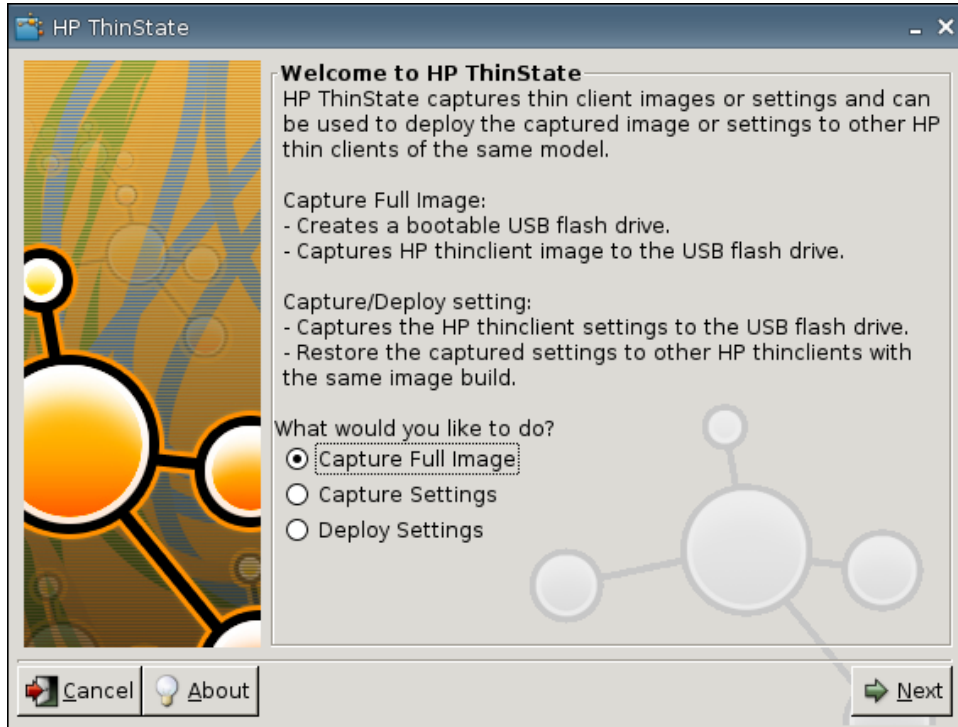 HP ThinState
Welcome to HP ThinState
HP ThinState captures thin client images or settings and can
be used to deploy the captured image or settings to other HP
thin clients of the same model.
Capture Full Image:
- Creates a bootable USB flash drive.
- Captures HP thinclient image to the USB flash drive.
Capture/Deploy setting:
- Captures the HP thinclient settings to the USB flash drive.
- Restore the captured settings to other HP thinclients with
the same image build.
What would you like to do?
Capture Full Image
Capture Settings
Deploy Settings
Cancel
About
Next